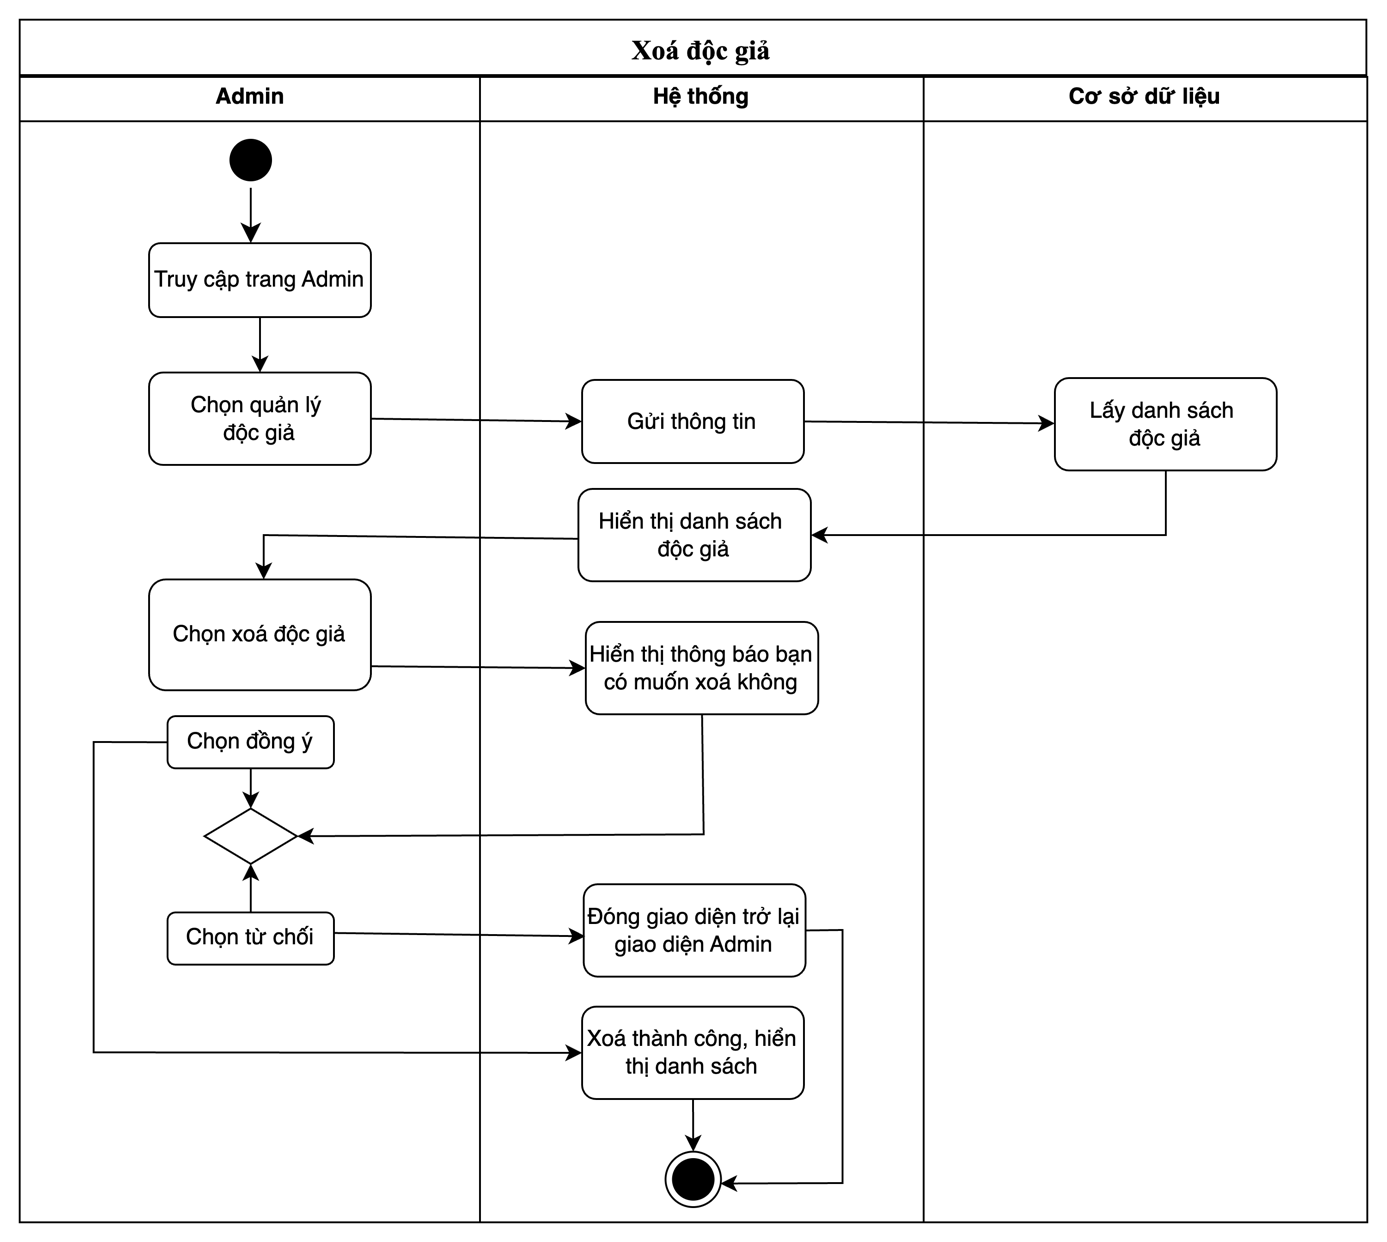 Xoá độc giả
Admin
Hệ thống
Cơ sở dữ liệu
Truy cập trang Admin
Chọn quản lý
độc giả
Gửi thông tin
Lấy danh sách
độc giả
Hiển thị danh sách
độc giả
Chọn xoá độc giả
Hiển thị thông báo bạn
có muốn xoá không
Chọn đồng ý
Chọn từ chối
Đóng giao diện trở lại
giao diện Admin
Xoá thành công, hiển
thị danh sách